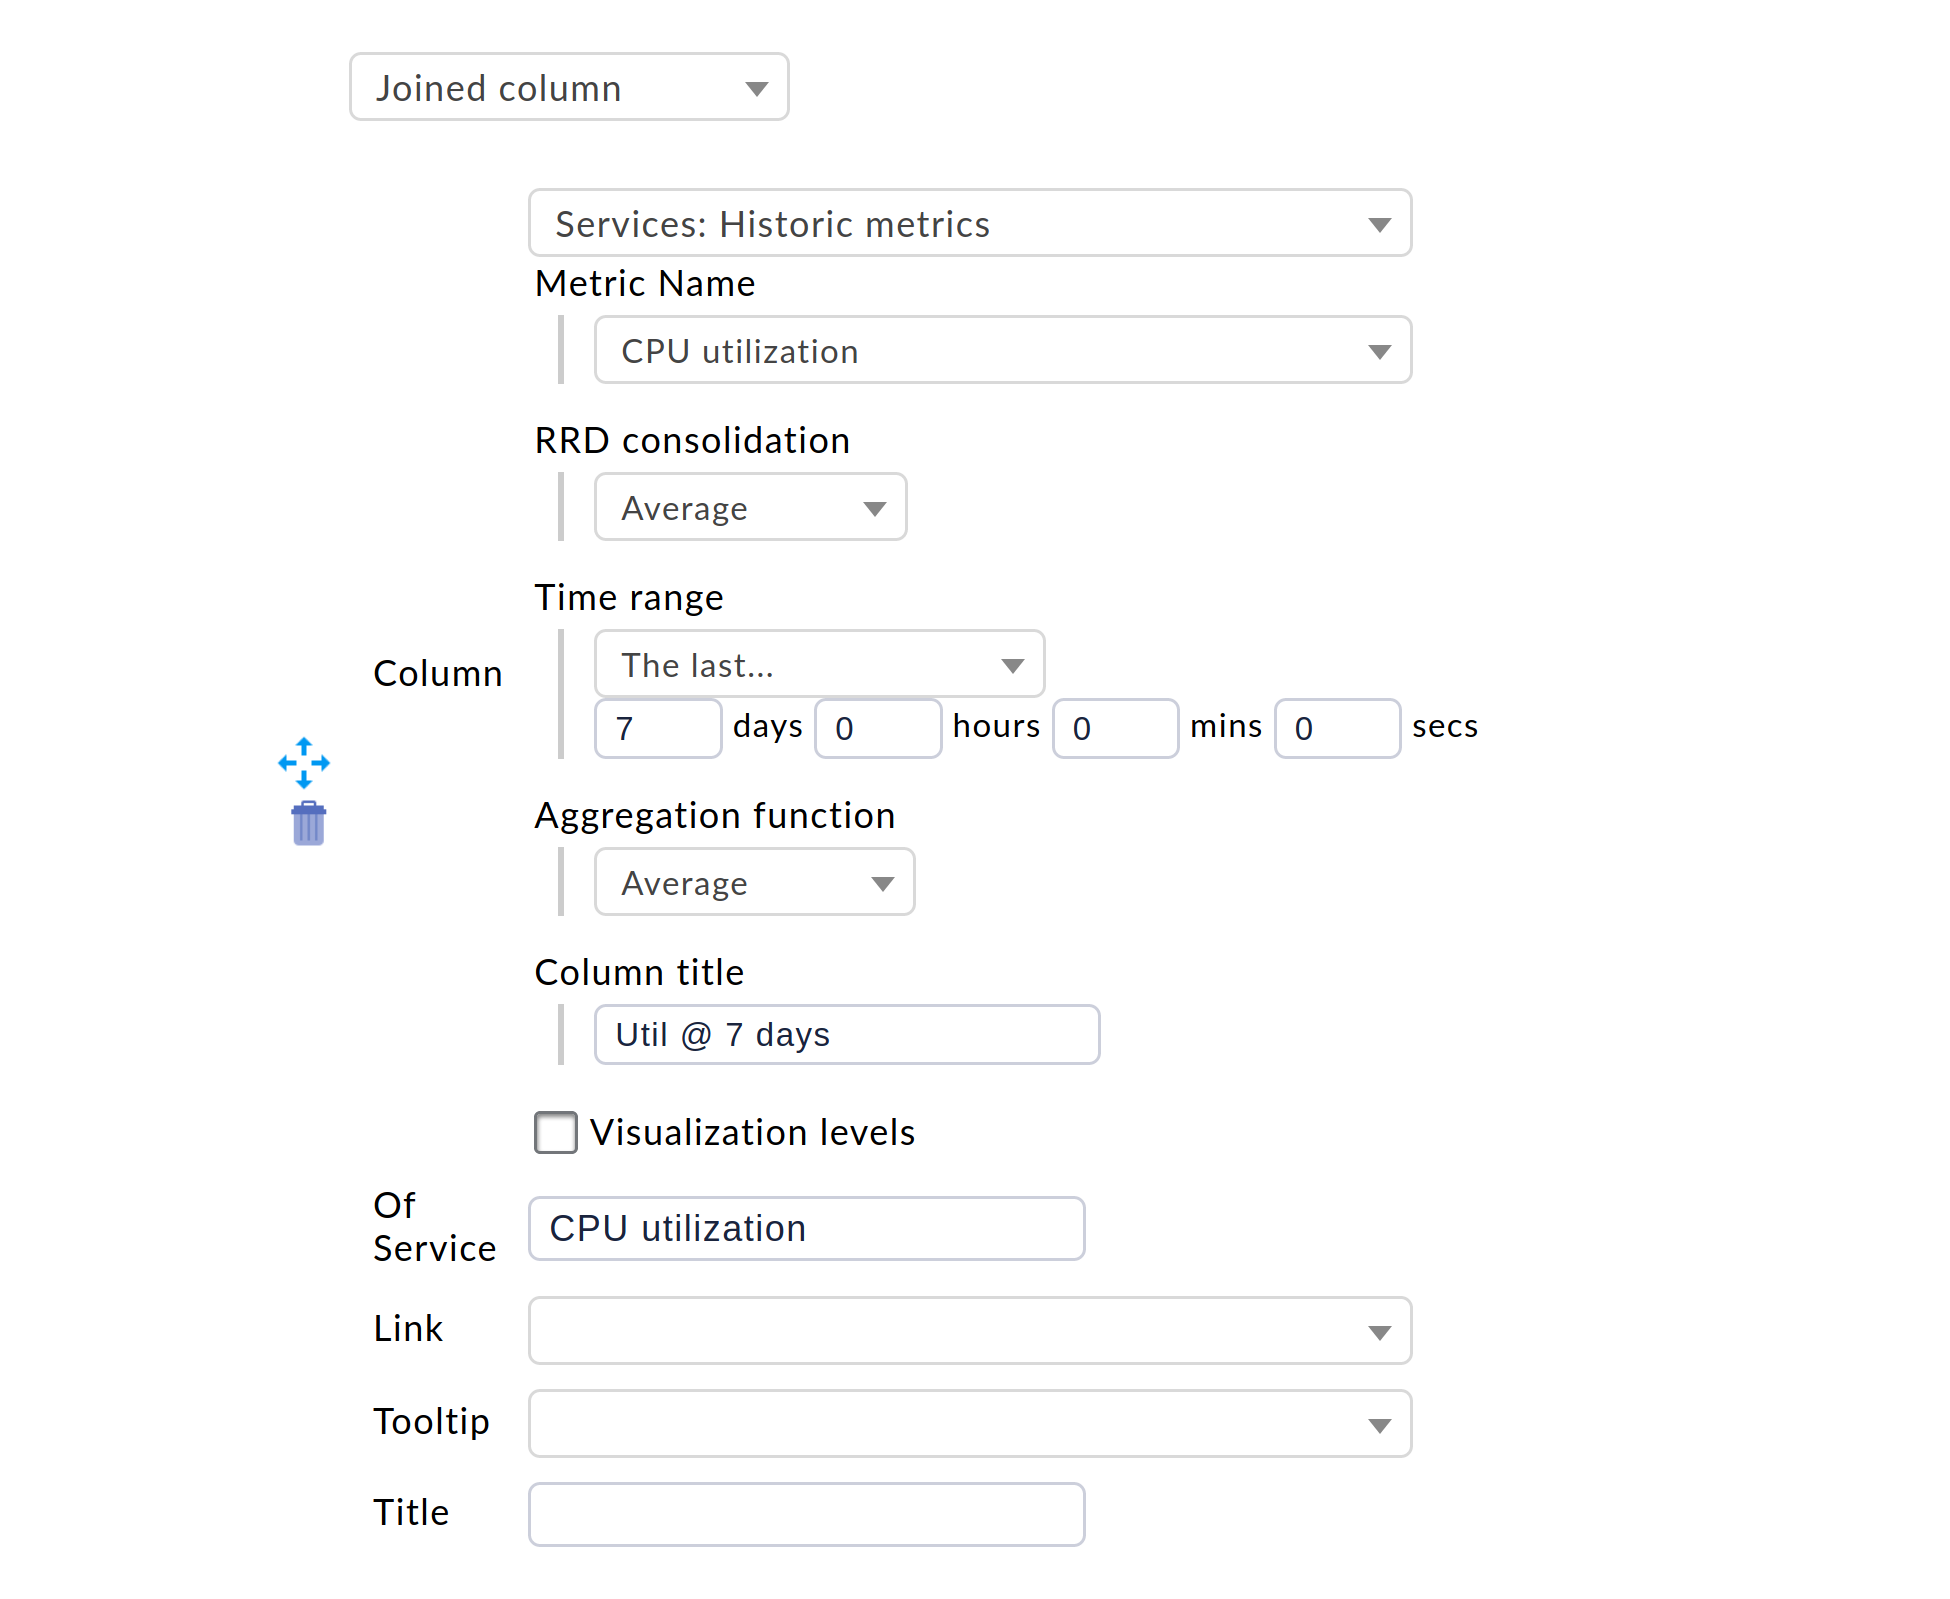 Joined column
Services: Historic metrics
Metric Name
CPU utilization
RRD consolidation
Average
Time range
Column
The last...
7 days 0 hours 0 mins 0 secs
Aggregation function
Average
Column title
Util @ 7 days
Visualization levels
Of
Service
CPU utilization
Link
Tooltip
Title